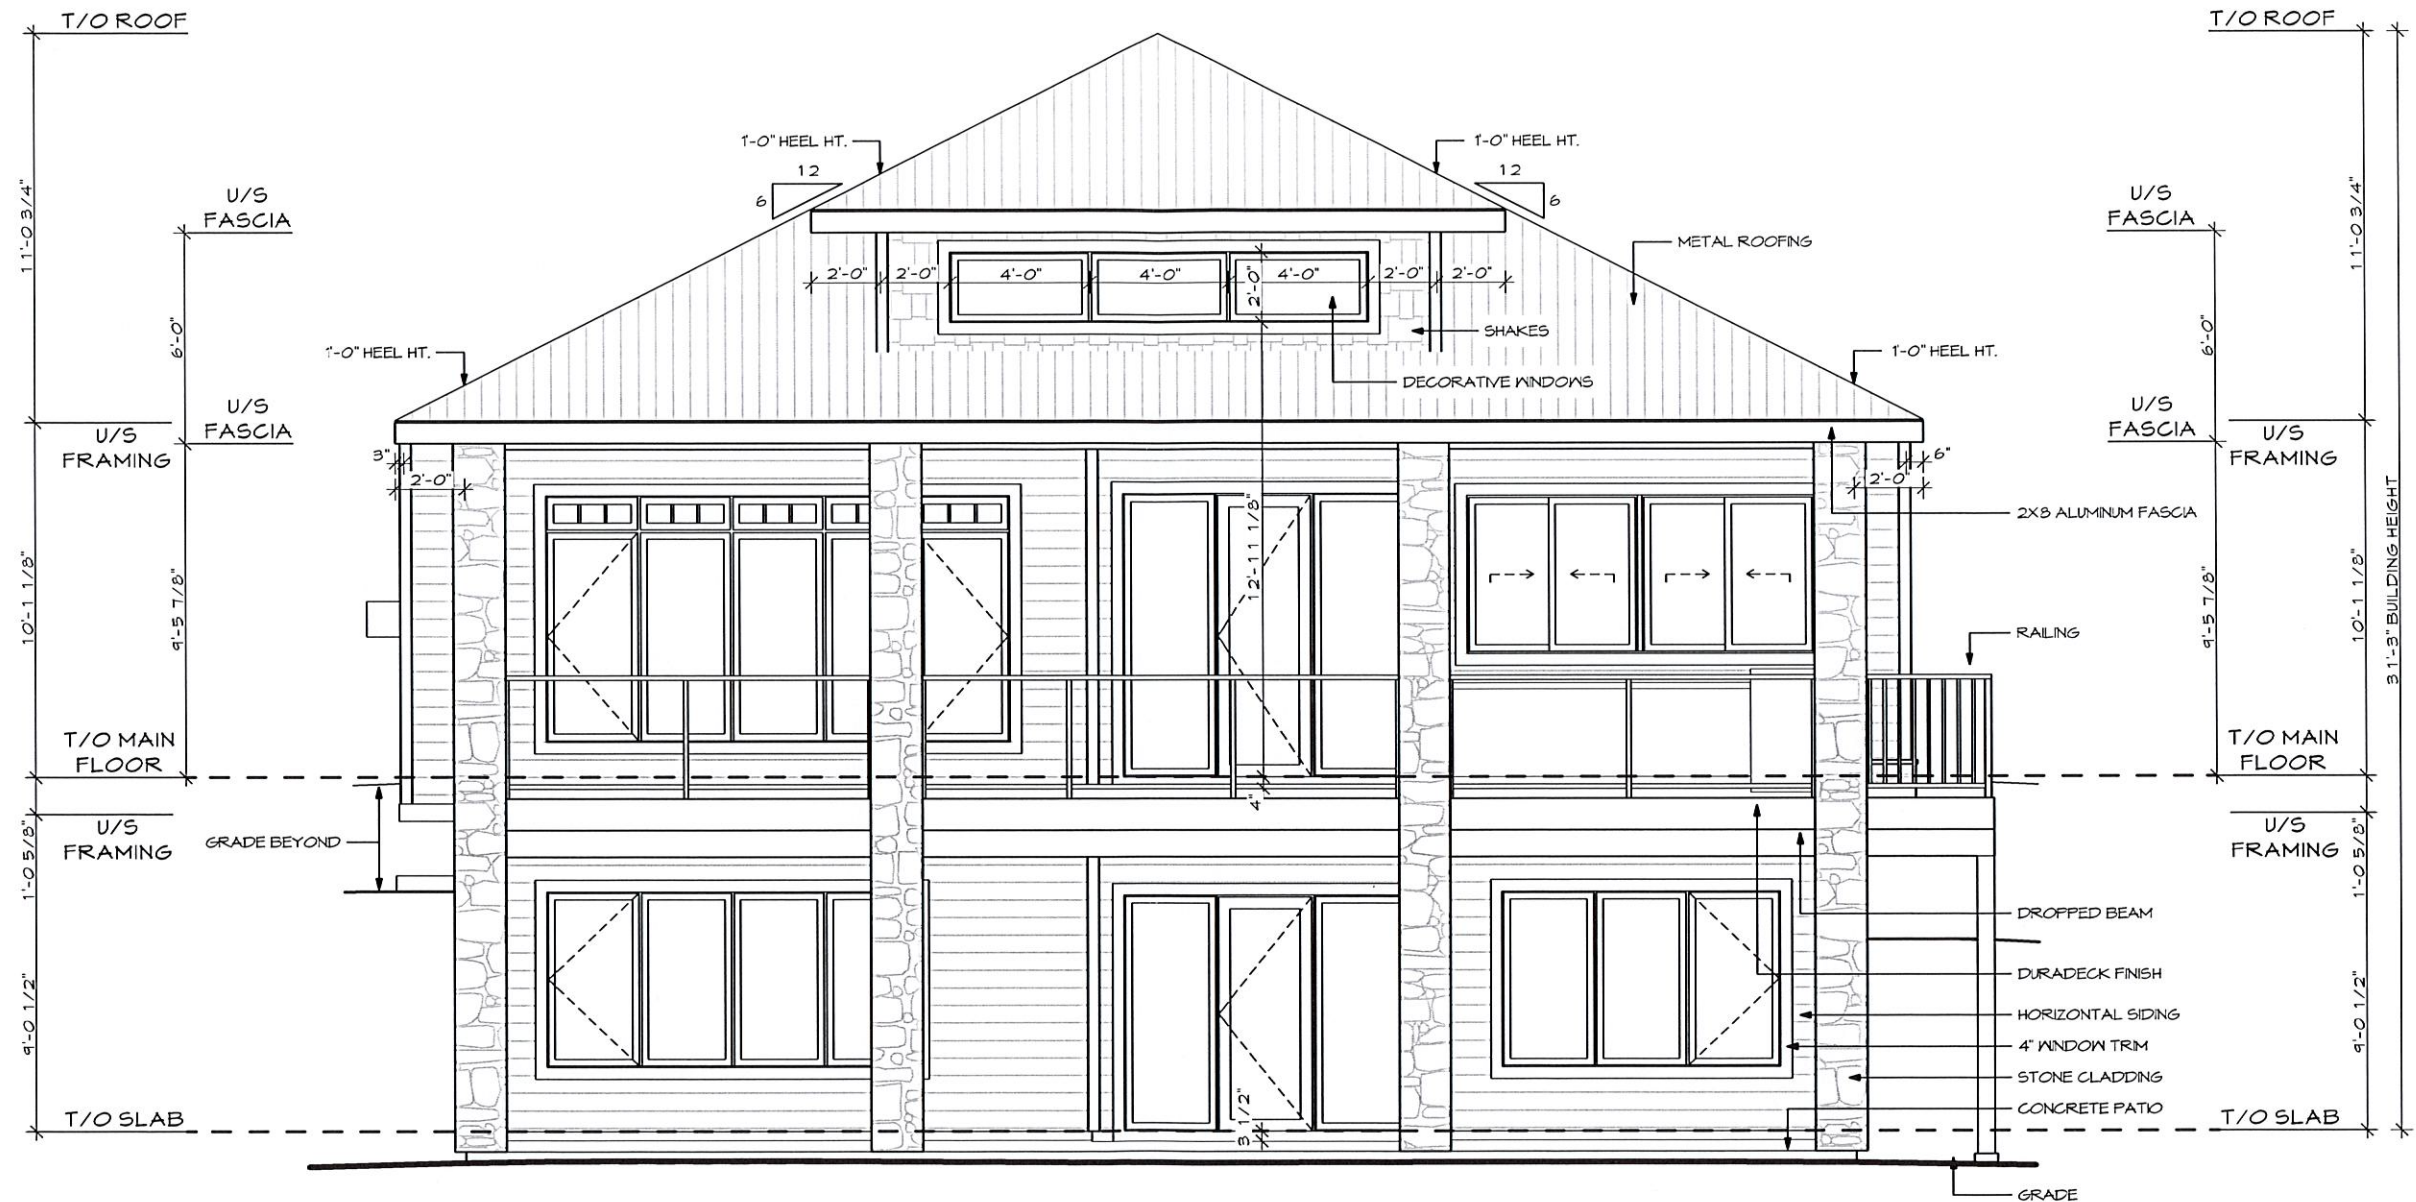 T/O ROOF
T/O ROOF
1'-0" HEEL HT.
1'-0" HEEL HT.
12
12
6
6
11'-0 3/4"
11'-0 3/4"
U/S
FASCIA
U/S
FASCIA
METAL ROOFING
2'-0"
2'-0"
4'-0"
4'-0"
4'-0"
2'-0"
2'-0"
2'-0"
SHAKES
6'-0"
6'-0"
1'-0" HEEL HT.
1'-0" HEEL HT.
DECORATIVE WINDOWS
U/S
FASCIA
U/S
FASCIA
U/S
FRAMING
U/S
FRAMING
3"
2'-0"
6"
2'-0"
2X8 ALUMINUM FASCIA
12'-11 1/8"
10'-1 1/8"
9'-5 7/8"
9'-5 7/8"
10'-1 1/8"
31'-3" BUILDING HEIGHT
RAILING
T/O MAIN
FLOOR
T/O MAIN
FLOOR
4"
U/S
FRAMING
U/S
FRAMING
GRADE BEYOND
1'-0 5/8"
1'-0 5/8"
DROPPED BEAM
DURADECK FINISH
HORIZONTAL SIDING
4" WINDOW TRIM
STONE CLADDING
CONCRETE PATIO
9'-0 1/2"
9'-0 1/2"
3 1/2"
T/O SLAB
T/O SLAB
GRADE